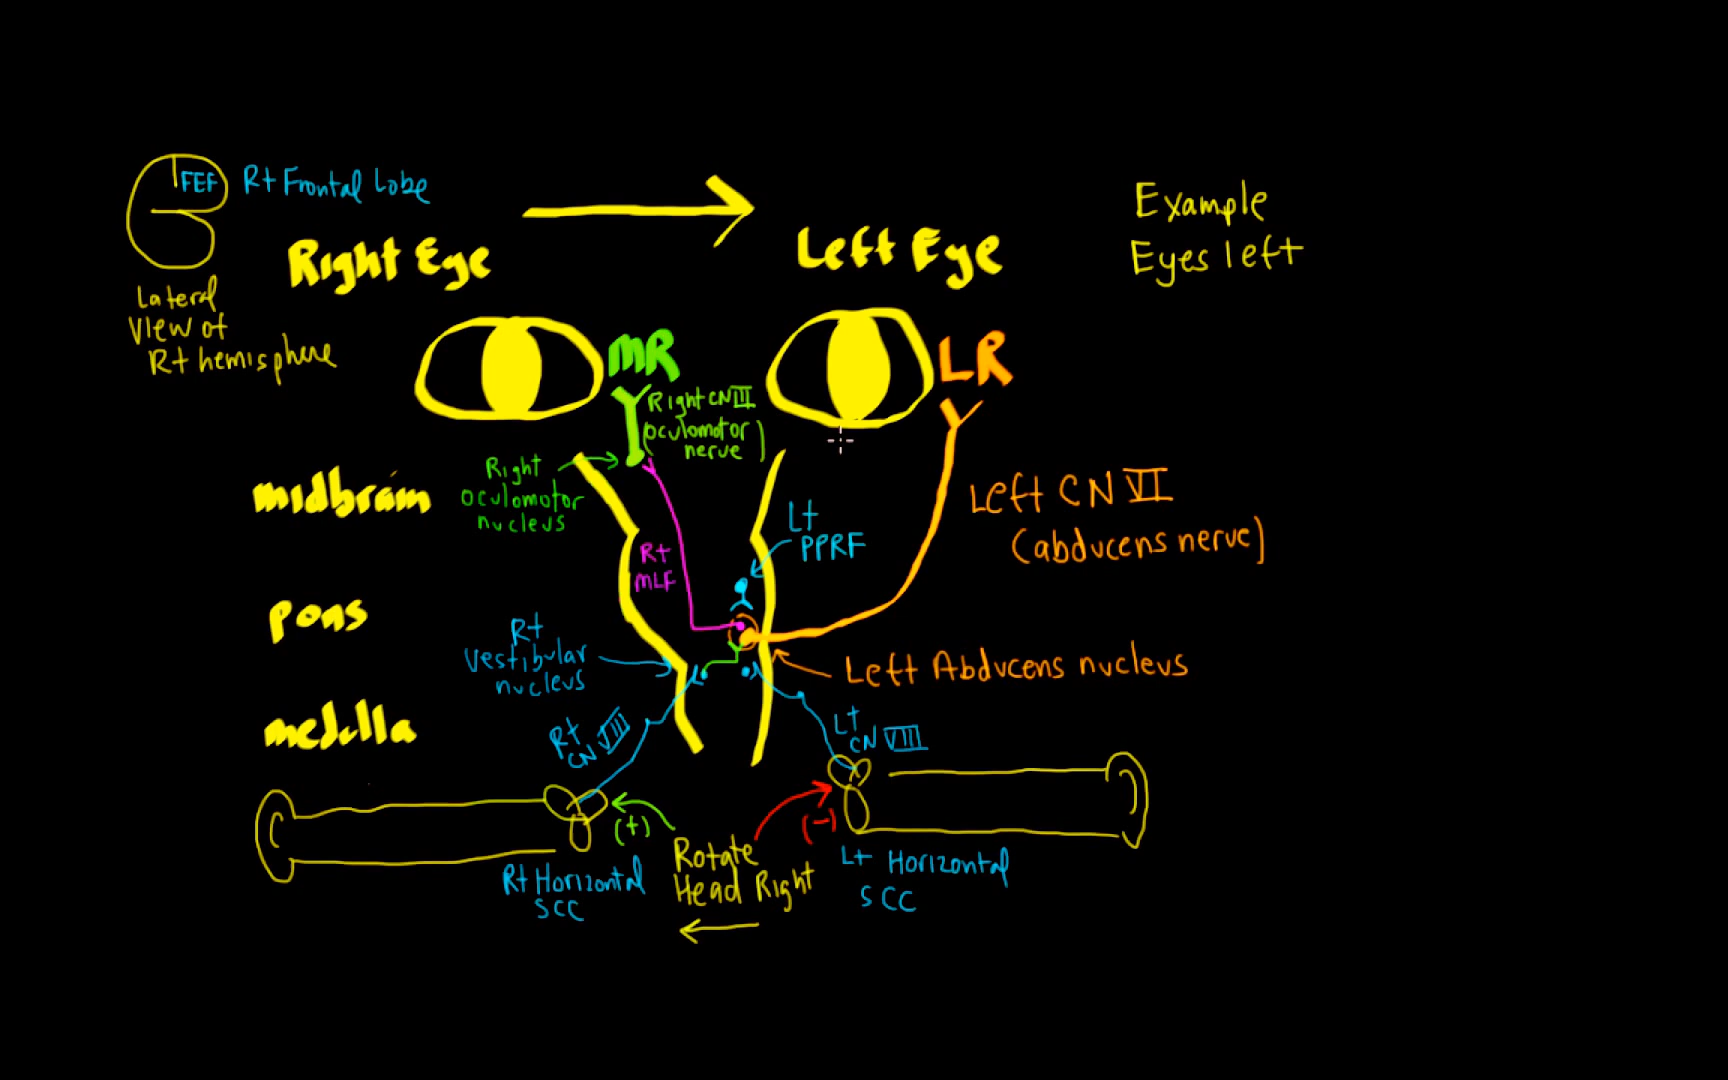 FEF
Rt Frontal Lobe
Example
Eyes left
Right Eye
Left Eye
Lateral
View of
Rt hemisphere
MR
LR
Right CN III
(oculomotor
nerve)
Right
oculomotor
nucleus
midbrain
Left CN VI
(abducens nerve)
Lt
PPRF
Rt
MLF
Pons
Rt
Vestibular
nucleus
Left Abducens nucleus
medulla
Rt
CN VIII
Lt
CN VIII
(+)
(-)
Rotate
Head Right
Rt Horizontal
SCC
Lt Horizontal
SCC